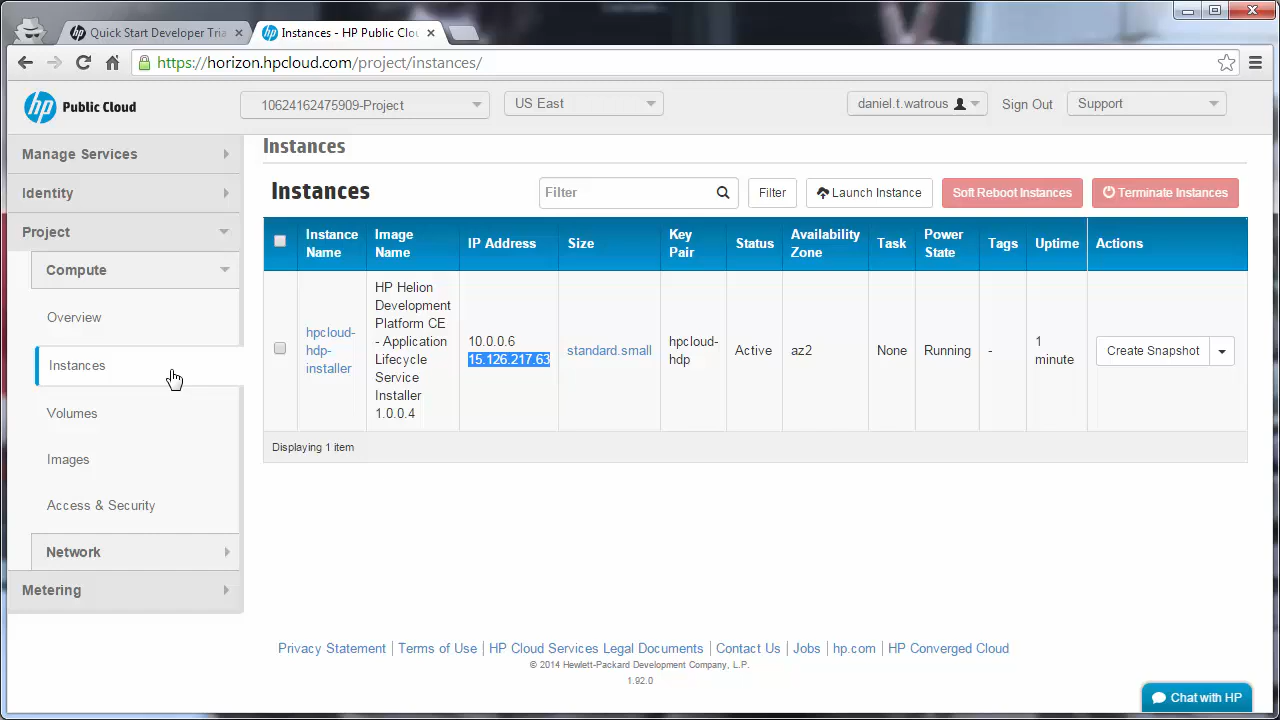 Quick Start Developer Tria
Instances - HP Public Clou
https://horizon.hpcloud.com/project/instances/
hp
Public Cloud
10624162475909-Project
US East
daniel.t.watrous
Sign Out
Support
Manage Services
Identity
Project
Compute
Overview
Instances
Volumes
Images
Access & Security
Network
Metering
Instances
Instances
Filter
Filter
Launch Instance
Soft Reboot Instances
Terminate Instances
Instance Name
Image Name
IP Address
Size
Key Pair
Status
Availability Zone
Task
Power State
Tags
Uptime
Actions
hpcloud-
hdp-
installer
HP Helion
Development
Platform CE
- Application
Lifecycle
Service
Installer
1.0.0.4
10.0.0.6
15.126.217.63
standard.small
hpcloud-
hdp
Active
az2
None
Running
-
1
minute
Create Snapshot
Displaying 1 item
Privacy Statement | Terms of Use | HP Cloud Services Legal Documents | Contact Us | Jobs | hp.com | HP Converged Cloud
© 2014 Hewlett-Packard Development Company, L.P.
1.92.0
Chat with HP